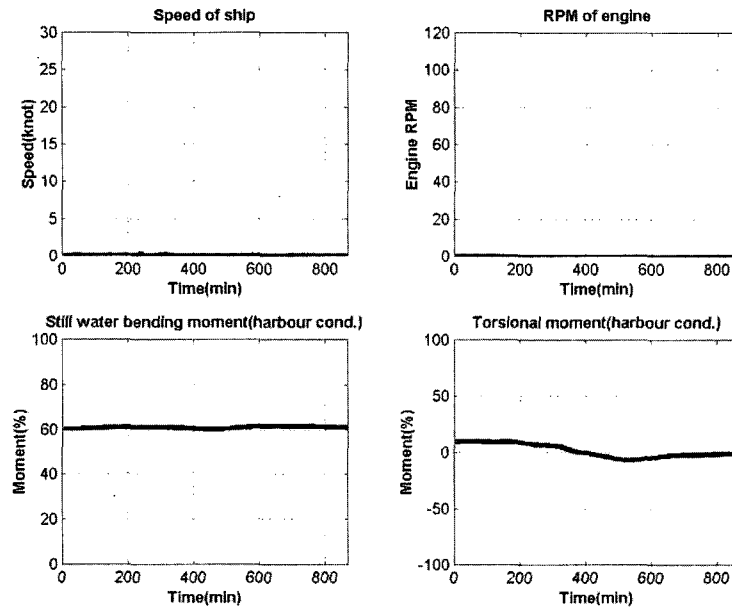 Speed of ship
30
25
20
15
10
5
0
Speed(knot)
0 200 400 600 800
Time(min)
RPM of engine
120
100
80
60
40
20
0
Engine RPM
0 200 400 600 800
Time(min)
Still water bending moment(harbour cond.)
100
80
60
40
20
0
Moment(%)
0 200 400 600 800
Time(min)
Torsional moment(harbour cond.)
100
50
0
-50
-100
Moment(%)
0 200 400 600 800
Time(min)